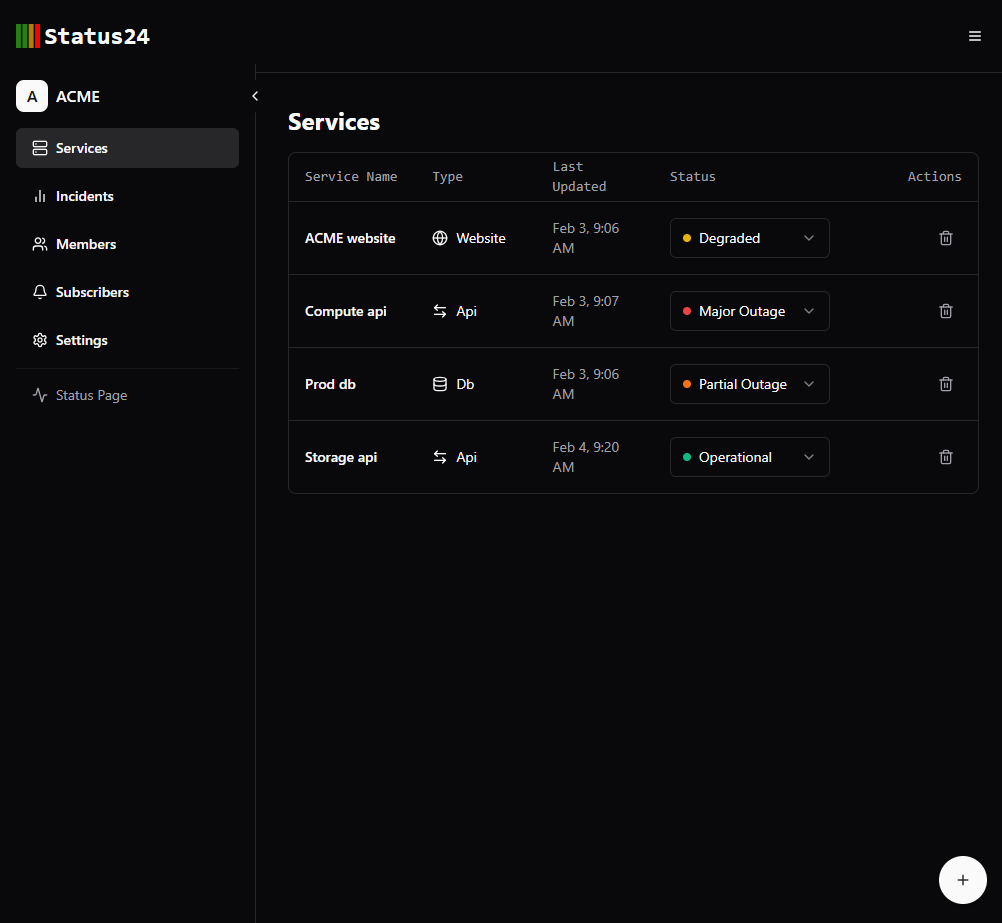 Status24
A ACME
Services
Incidents
Members
Subscribers
Settings
Status Page
Services
Service Name Type Last Updated Status Actions
ACME website Website Feb 3, 9:06 AM Degraded
Compute api Api Feb 3, 9:07 AM Major Outage
Prod db Db Feb 3, 9:06 AM Partial Outage
Storage api Api Feb 4, 9:20 AM Operational